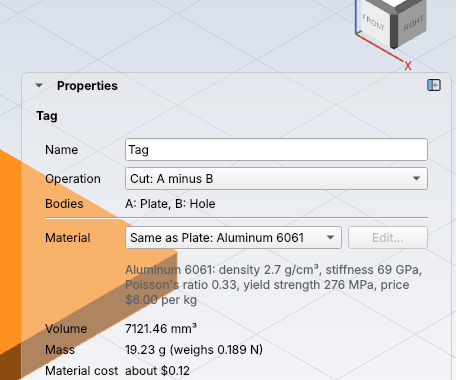 FRONT
RIGHT
X
Properties
Tag
Name Tag
Operation Cut: A minus B
Bodies A: Plate, B: Hole
Material Same as Plate: Aluminum 6061 Edit...
Aluminum 6061: density 2.7 g/cm³, stiffness 69 GPa,
Poisson's ratio 0.33, yield strength 276 MPa, price
$6.00 per kg
Volume 7121.46 mm³
Mass 19.23 g (weighs 0.189 N)
Material cost about $0.12